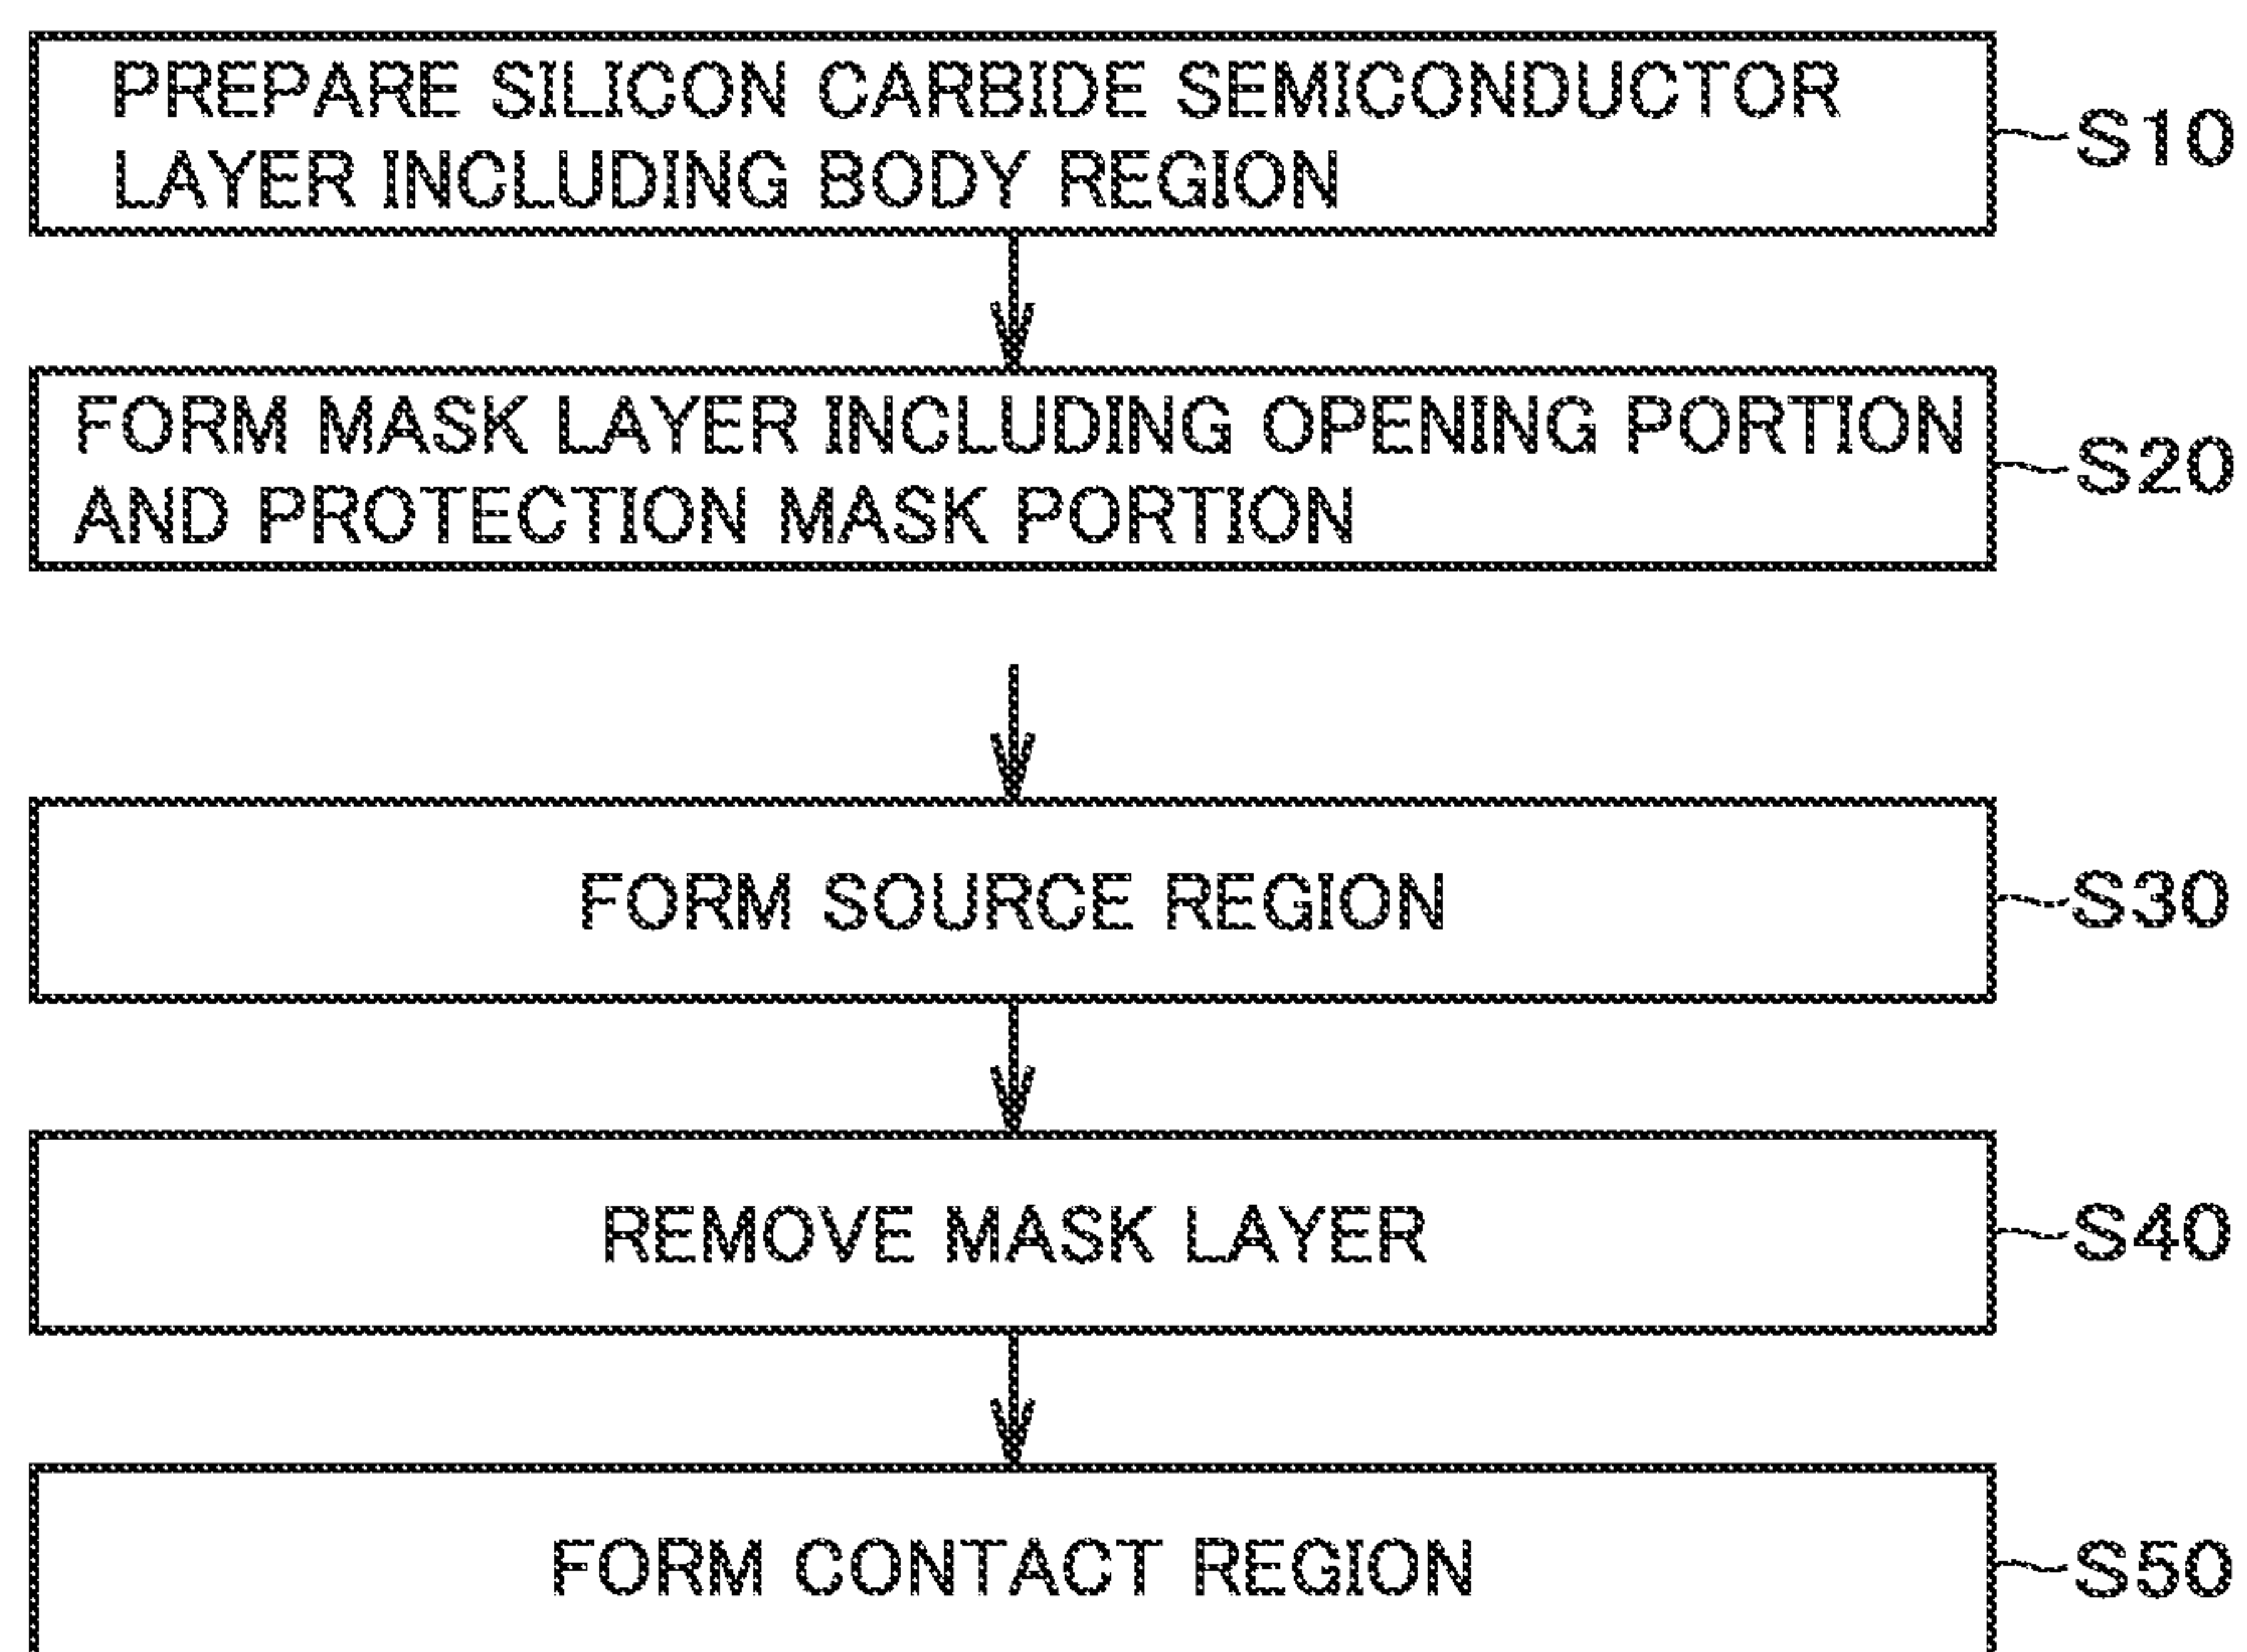 PREPARE SILICON CARBIDE SEMICONDUCTOR
LAYER INCLUDING BODY REGION
S10
FORM MASK LAYER INCLUDING OPENING PORTION
AND PROTECTION MASK PORTION
S20
FORM SOURCE REGION
S30
REMOVE MASK LAYER
S40
FORM CONTACT REGION
S50